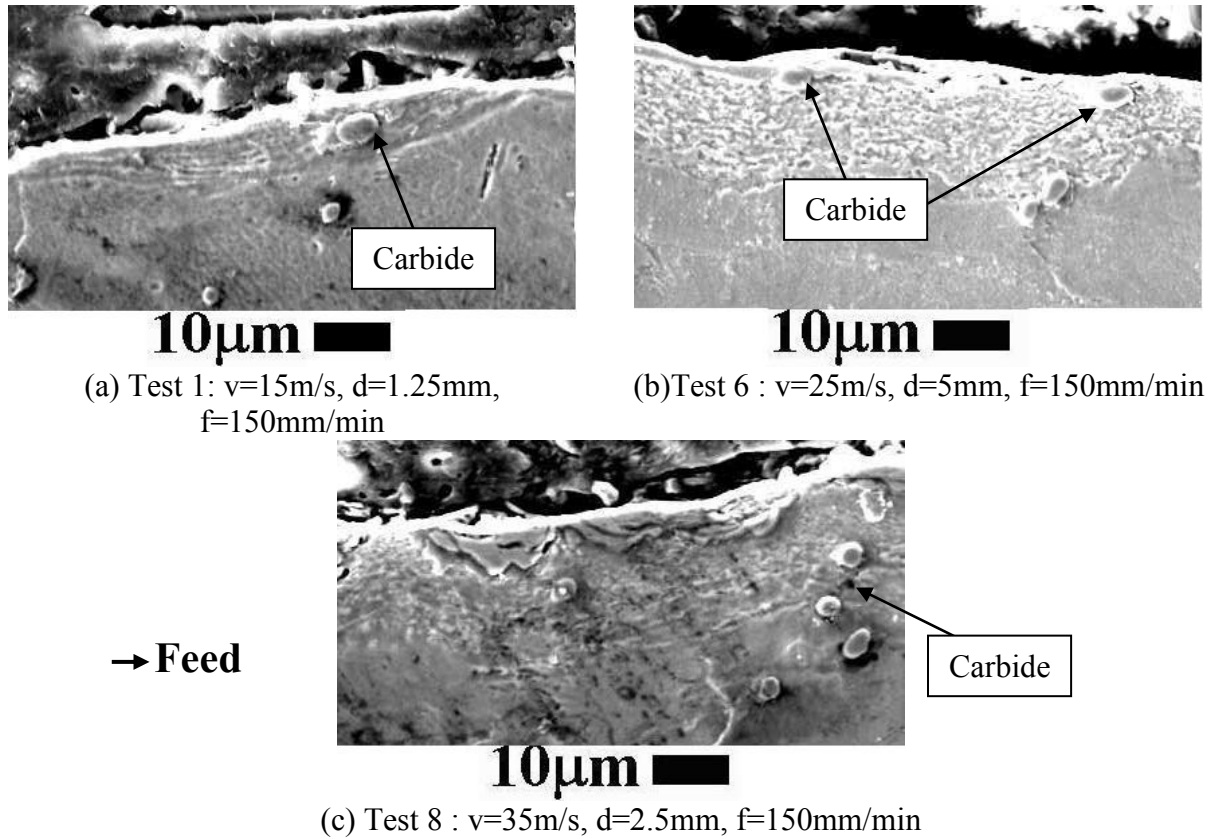 Carbide
Carbide
10μm
10μm
(a) Test 1: v=15m/s, d=1.25mm,
f=150mm/min
(b)Test 6 : v=25m/s, d=5mm, f=150mm/min
→ Feed
Carbide
10μm
(c) Test 8 : v=35m/s, d=2.5mm, f=150mm/min